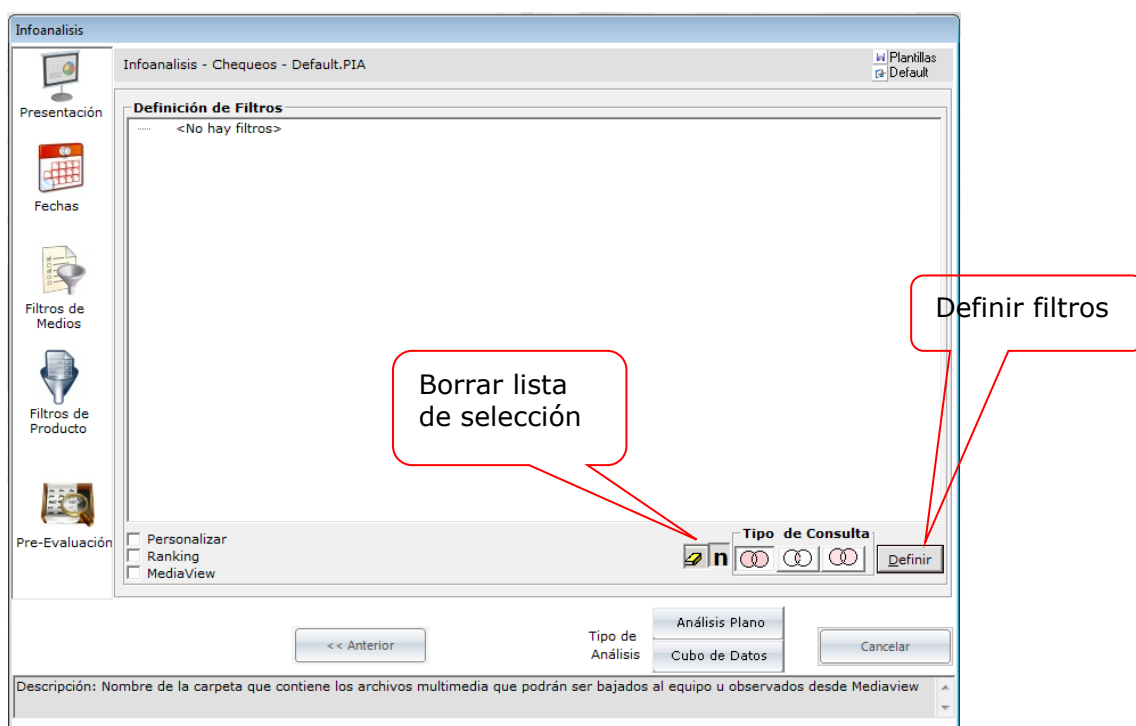 Infoanalisis
Infoanalisis - Chequeos - Default.PIA
Plantillas
Default
Presentación
Fechas
Filtros de
Medios
Filtros de
Producto
Pre-Evaluación
Definición de Filtros
<No hay filtros>
Definir filtros
Borrar lista
de selección
Personalizar
Ranking
MediaView
n
Tipo de Consulta
Definir
<< Anterior
Tipo de
Análisis
Análisis Plano
Cubo de Datos
Cancelar
Descripción: Nombre de la carpeta que contiene los archivos multimedia que podrán ser bajados al equipo u observados desde Mediaview